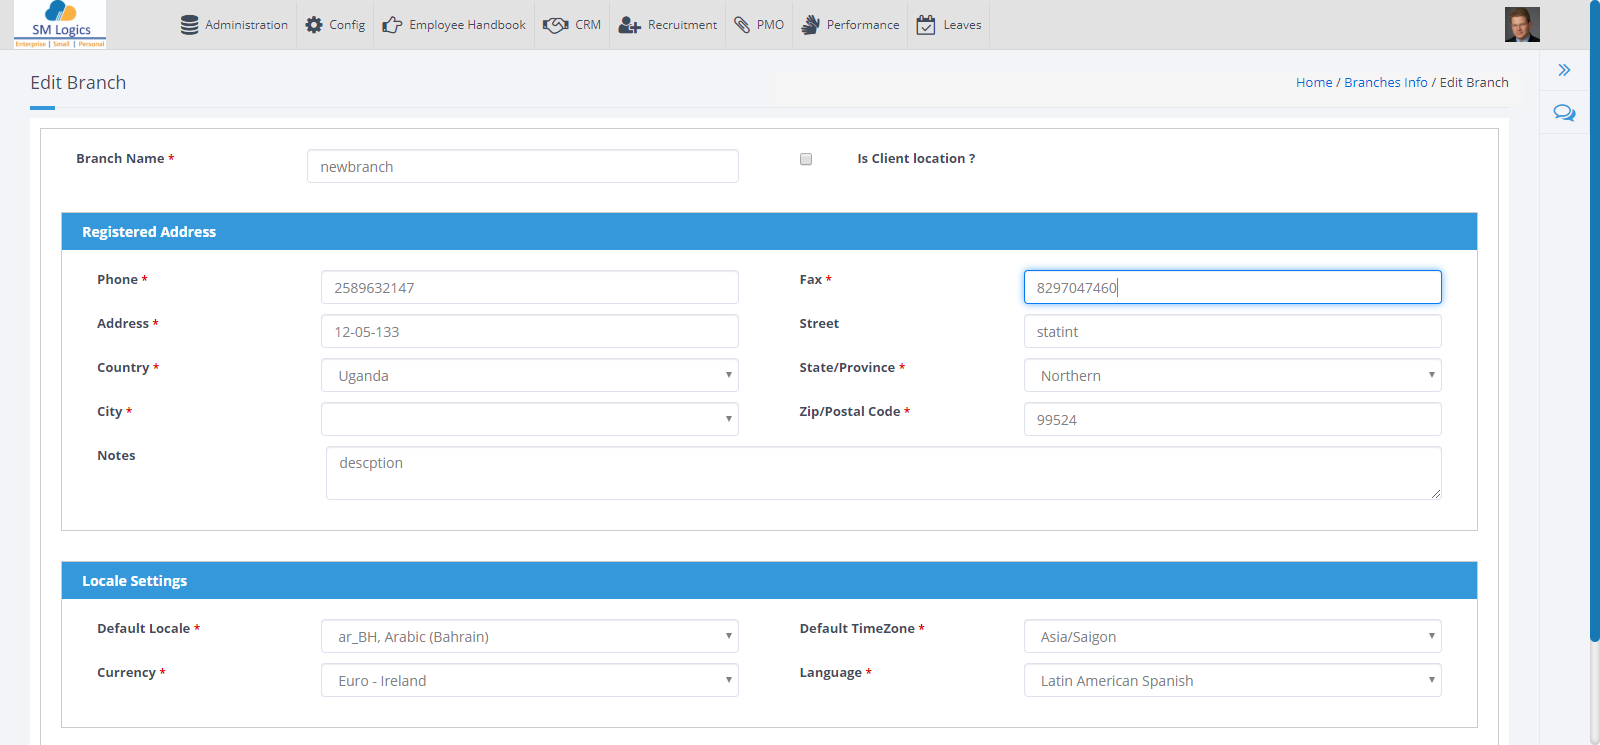 SM Logics
Enterprise | Small | Personal
Administration Config Employee Handbook CRM Recruitment PMO Performance Leaves
Edit Branch
Home / Branches Info / Edit Branch
Branch Name * newbranch Is Client location ?
Registered Address
Phone * 2589632147 Fax * 8297047460
Address * 12-05-133 Street statint
Country * Uganda State/Province * Northern
City * Zip/Postal Code * 99524
Notes descption
Locale Settings
Default Locale * ar_BH, Arabic (Bahrain) Default TimeZone * Asia/Saigon
Currency * Euro - Ireland Language * Latin American Spanish